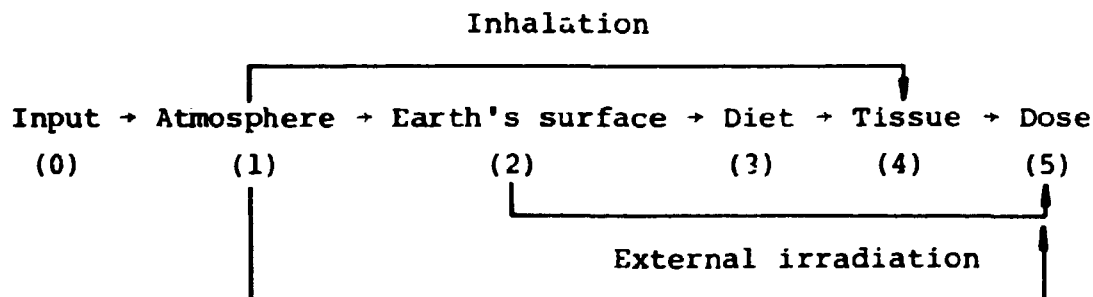 Inhalation
Input → Atmosphere → Earth's surface → Diet → Tissue → Dose
(0) (1) (2) (3) (4) (5)
External irradiation